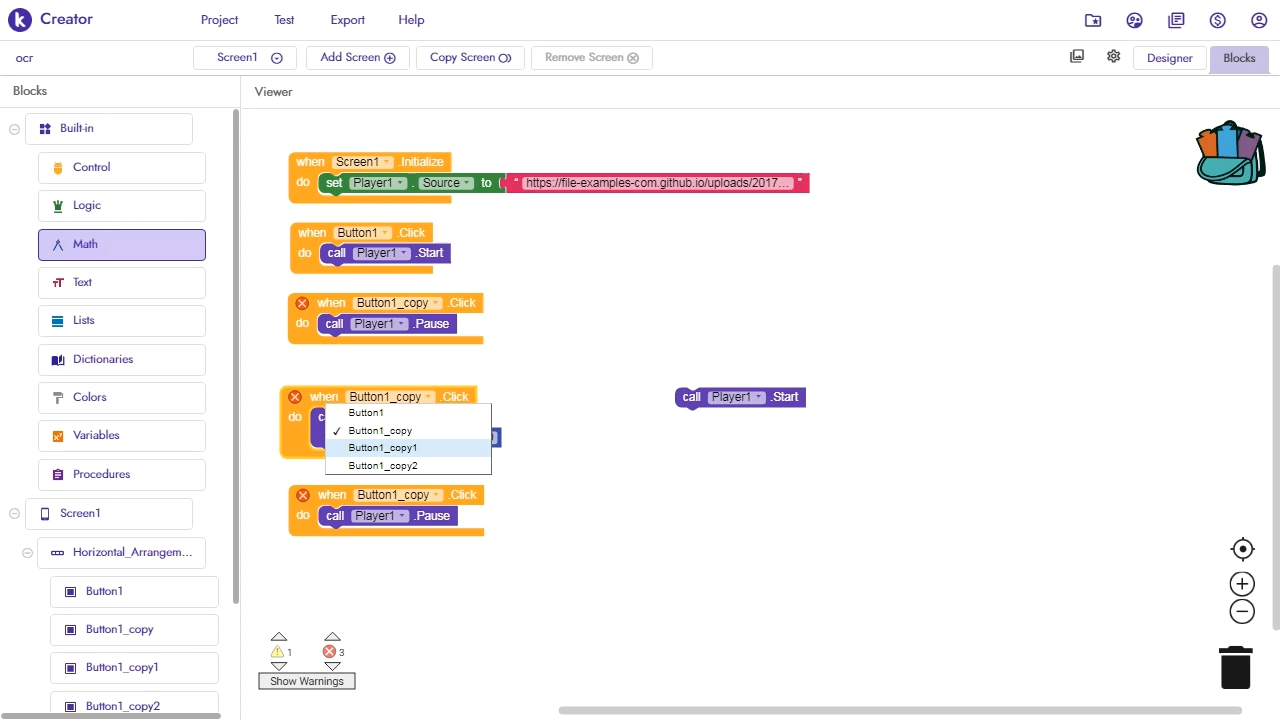 Creator Project Test Export Help
ocr Screen1 Add Screen Copy Screen Remove Screen Designer Blocks
Blocks Viewer
Built-in
Control
Logic
Math
Text
Lists
Dictionaries
Colors
Variables
Procedures
Screen1
Horizontal_Arrangem...
Button1
Button1_copy
Button1_copy1
Button1_copy2
when Screen1 .Initialize
do set Player1 . Source to ( " https://file-examples-com.github.io/uploads/2017... "
when Button1 .Click
do call Player1 .Start
when Button1_copy .Click
do call Player1 .Pause
when Button1_copy .Click
do
Button1
✓ Button1_copy
Button1_copy1
Button1_copy2
call Player1 .Start
when Button1_copy .Click
do call Player1 .Pause
1 3
Show Warnings